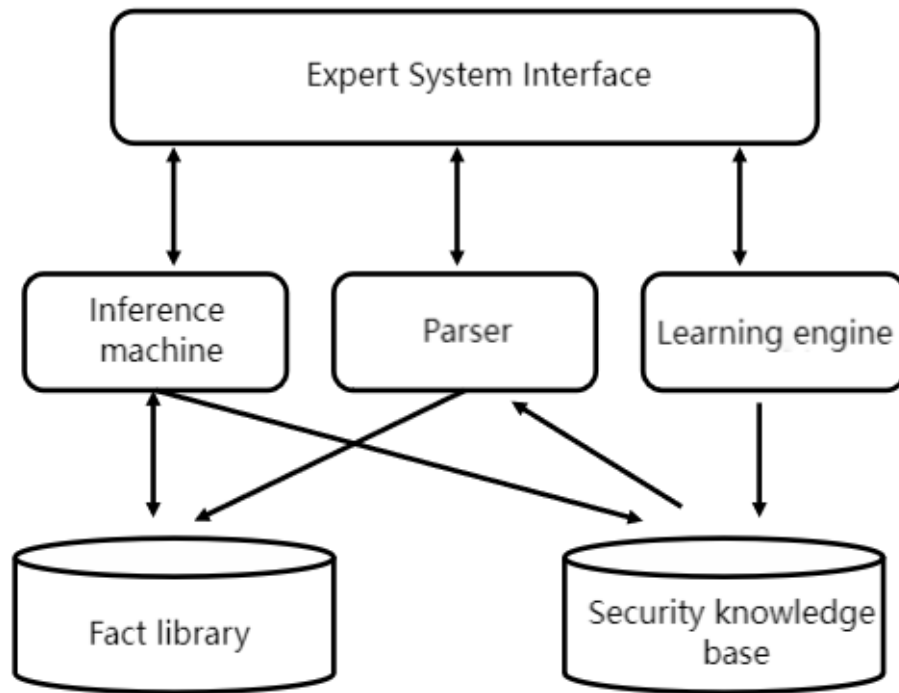 Expert System Interface
Inference
machine
Parser
Learning engine
Fact library
Security knowledge
base